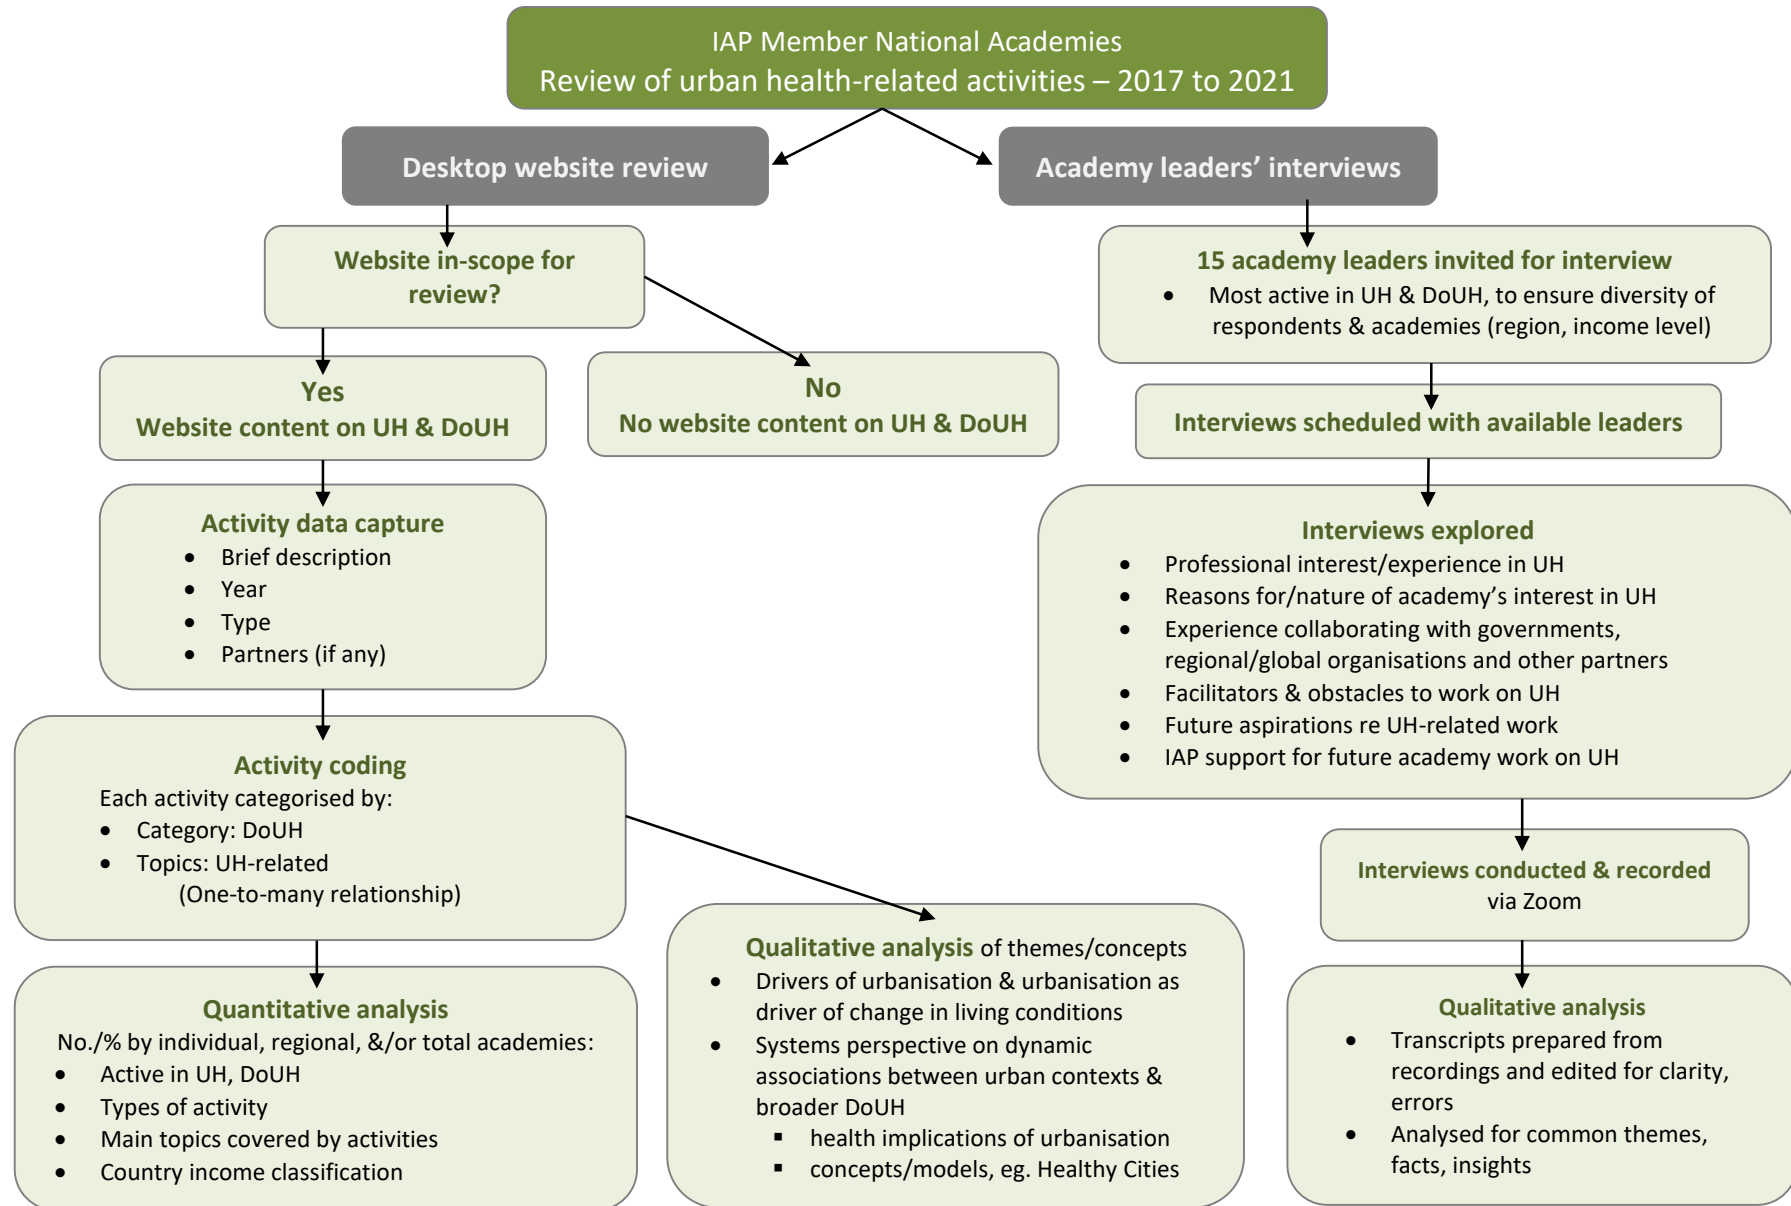 IAP Member National Academies
Review of urban health-related activities – 2017 to 2021
Desktop website review
Academy leaders’ interviews
Website in-scope for
review?
Yes
Website content on UH & DoUH
No
No website content on UH & DoUH
Activity data capture
• Brief description
• Year
• Type
• Partners (if any)
Activity coding
Each activity categorised by:
• Category: DoUH
• Topics: UH-related
(One-to-many relationship)
Quantitative analysis
No./% by individual, regional, &/or total academies:
• Active in UH, DoUH
• Types of activity
• Main topics covered by activities
• Country income classification
Qualitative analysis of themes/concepts
• Drivers of urbanisation & urbanisation as
driver of change in living conditions
• Systems perspective on dynamic
associations between urban contexts &
broader DoUH
▪ health implications of urbanisation
▪ concepts/models, eg. Healthy Cities
15 academy leaders invited for interview
• Most active in UH & DoUH, to ensure diversity of
respondents & academies (region, income level)
Interviews scheduled with available leaders
Interviews explored
• Professional interest/experience in UH
• Reasons for/nature of academy’s interest in UH
• Experience collaborating with governments,
regional/global organisations and other partners
• Facilitators & obstacles to work on UH
• Future aspirations re UH-related work
• IAP support for future academy work on UH
Interviews conducted & recorded
via Zoom
Qualitative analysis
• Transcripts prepared from
recordings and edited for clarity,
errors
• Analysed for common themes,
facts, insights